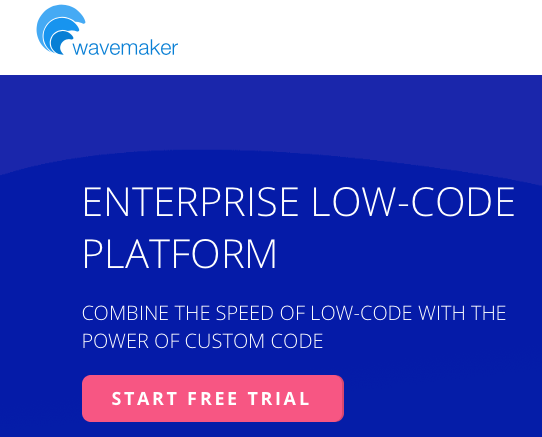 wavemaker
ENTERPRISE LOW-CODE
PLATFORM
COMBINE THE SPEED OF LOW-CODE WITH THE
POWER OF CUSTOM CODE
START FREE TRIAL